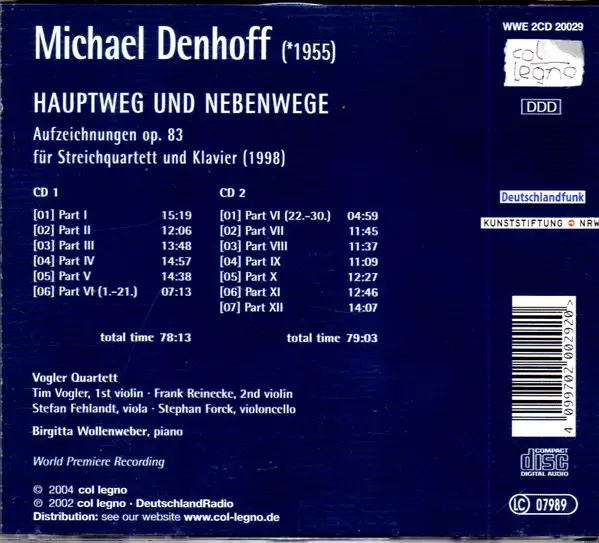 Michael Denhoff (*1955)
WWE 2CD 20029
col
legno
DDD
HAUPTWEG UND NEBENWEGE
Aufzeichnungen op. 83
für Streichquartett und Klavier (1998)
CD 1
[01] Part I 15:19
[02] Part II 12:06
[03] Part III 13:48
[04] Part IV 14:57
[05] Part V 14:38
[06] Part VI (1.-21.) 07:13
total time 78:13
CD 2
[01] Part VI (22.-30.) 04:59
[02] Part VII 11:45
[03] Part VIII 11:37
[04] Part IX 11:09
[05] Part X 12:27
[06] Part XI 12:46
[07] Part XII 14:07
total time 79:03
Deutschlandfunk
KUNSTSTIFTUNG NRW
Vogler Quartett
Tim Vogler, 1st violin · Frank Reinecke, 2nd violin
Stefan Fehlandt, viola · Stephan Forck, violoncello
Birgitta Wollenweber, piano
World Premiere Recording
© 2004 col legno
℗ 2002 col legno · DeutschlandRadio
Distribution: see our website www.col-legno.de
4 099702 002920
COMPACT
disc
DIGITAL AUDIO
LC 07989